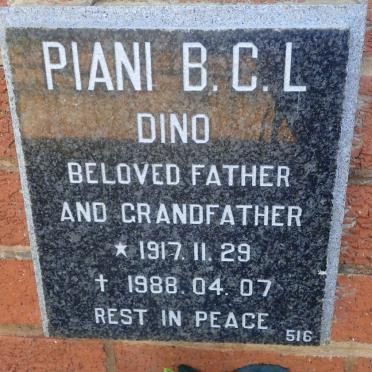 PIANI B.C.L
DINO
BELOVED FATHER
AND GRANDFATHER
★ 1917.11.29
† 1988.04.07
REST IN PEACE
516